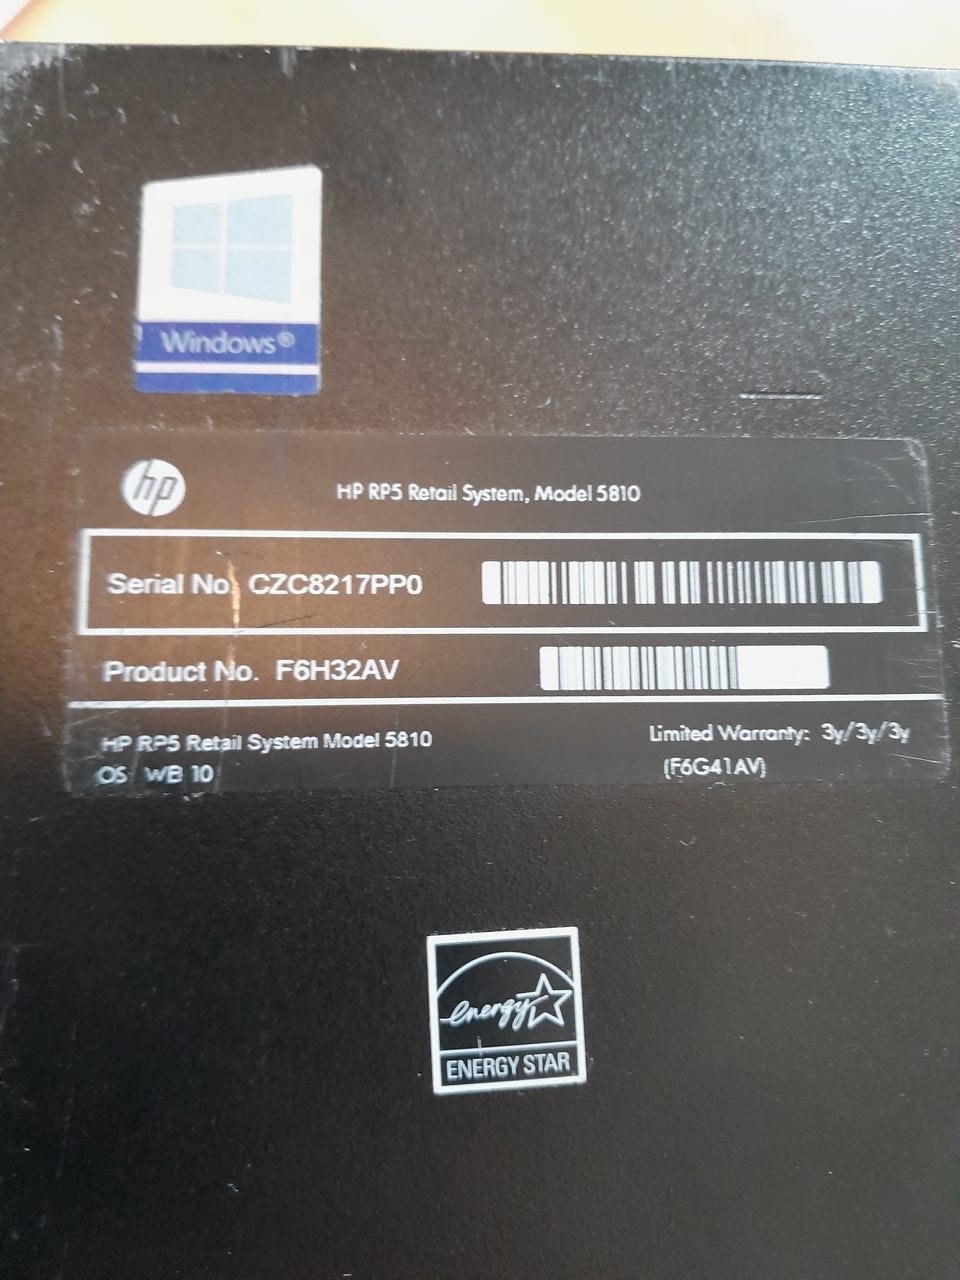 Windows®
hp
HP RP5 Retail System, Model 5810
Serial No. CZC8217PP0
Product No. F6H32AV
HP RP5 Retail System Model 5810
Limited Warranty: 3y/3y/3y
OS WB 10
(F6G41AV)
energy
ENERGY STAR